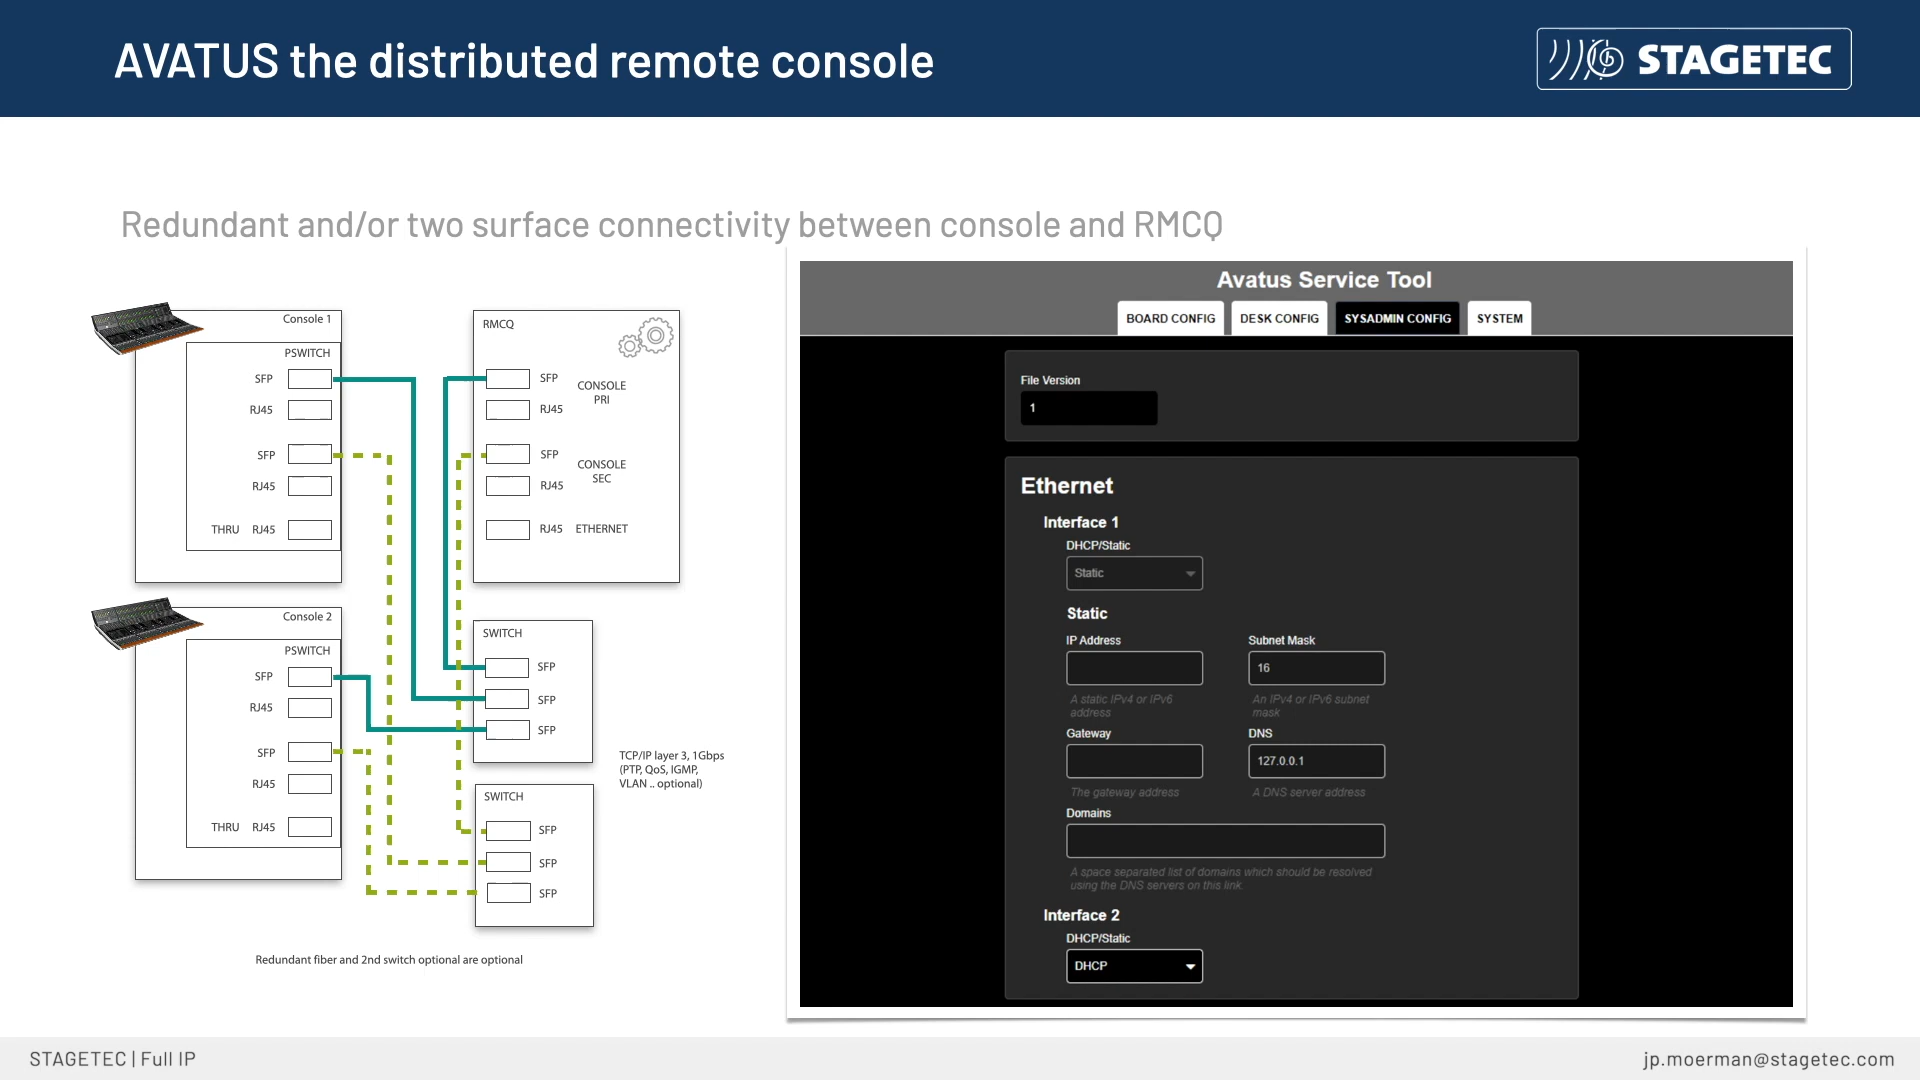 AVATUS the distributed remote console
STAGETEC
Redundant and/or two surface connectivity between console and RMCQ
Console 1
PSWITCH
SFP
RJ45
SFP
RJ45
THRU RJ45
Console 2
PSWITCH
SFP
RJ45
SFP
RJ45
THRU RJ45
RMCQ
SFP
CONSOLE
PRI
RJ45
SFP
CONSOLE
SEC
RJ45
RJ45 ETHERNET
SWITCH
SFP
SFP
SFP
TCP/IP layer 3, 1Gbps
(PTP, QoS, IGMP,
VLAN .. optional)
SWITCH
SFP
SFP
SFP
Redundant fiber and 2nd switch optional are optional
Avatus Service Tool
BOARD CONFIG DESK CONFIG SYSADMIN CONFIG SYSTEM
File Version
1
Ethernet
Interface 1
DHCP/Static
Static
Static
IP Address Subnet Mask
16
A static IPv4 or IPv6
address
An IPv4 or IPv6 subnet
mask
Gateway DNS
127.0.0.1
The gateway address A DNS server address
Domains
A space separated list of domains which should be resolved
using the DNS servers on this link.
Interface 2
DHCP/Static
DHCP
STAGETEC | Full IP
jp.moerman@stagetec.com